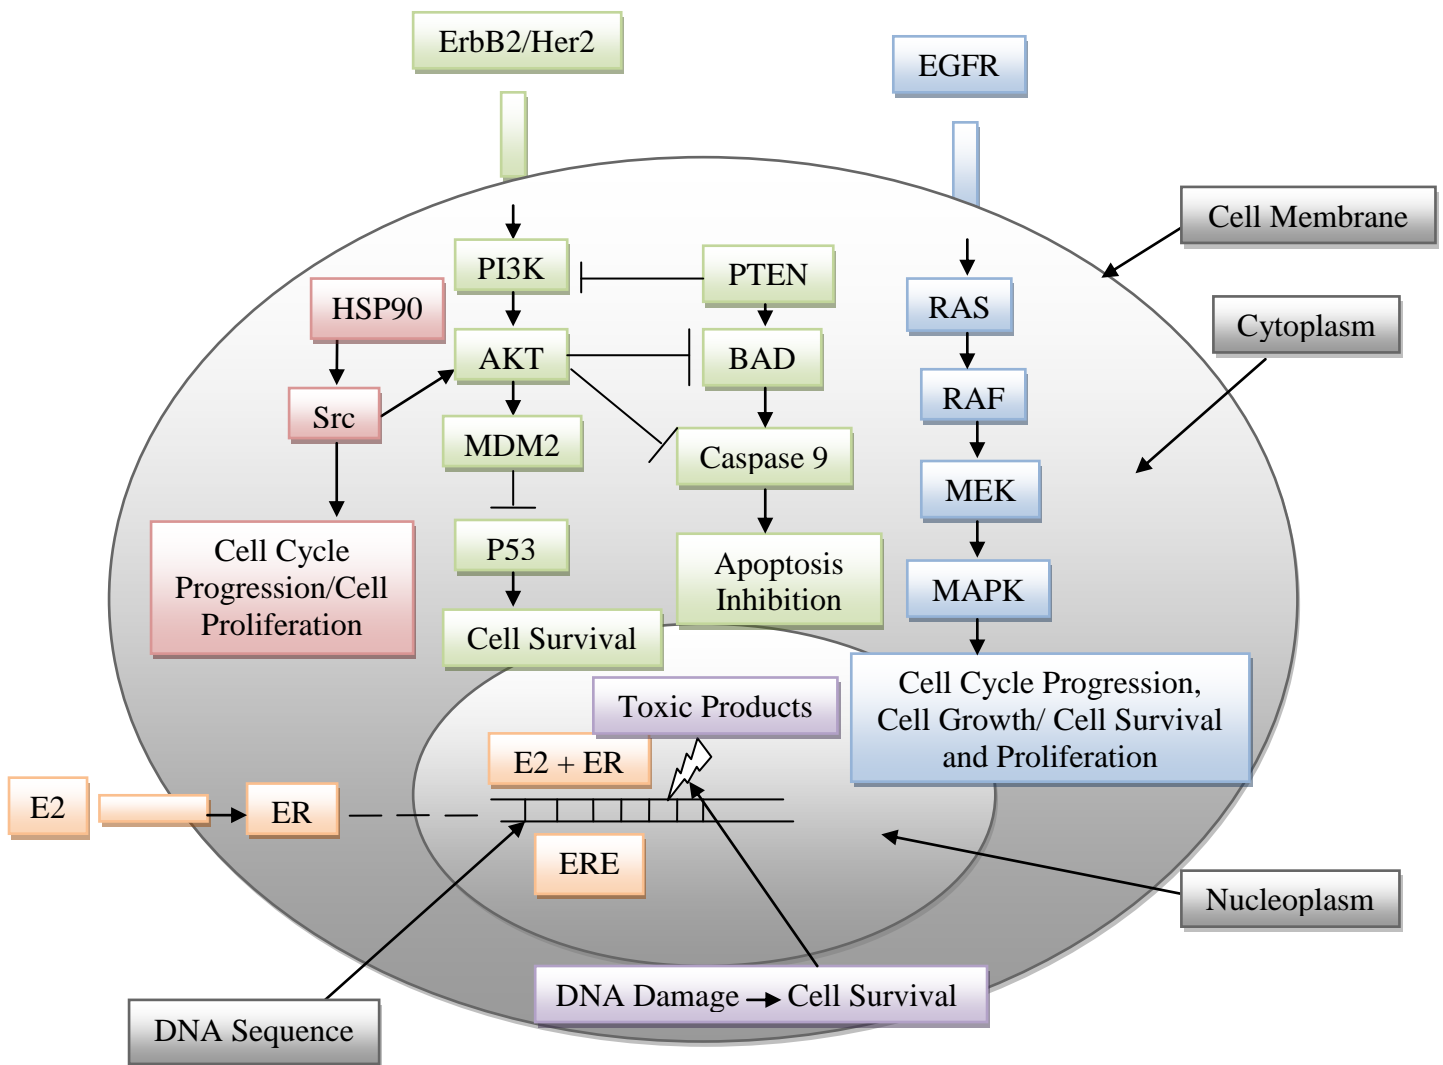 ErbB2/Her2
EGFR
Cell Membrane
PI3K
PTEN
HSP90
RAS
Cytoplasm
AKT
BAD
RAF
Src
MDM2
Caspase 9
MEK
Cell Cycle
Progression/Cell
Proliferation
P53
Apoptosis
Inhibition
MAPK
Cell Survival
Cell Cycle Progression,
Cell Growth/ Cell Survival
and Proliferation
Toxic Products
E2 + ER
E2
ER
ERE
Nucleoplasm
DNA Damage
Cell Survival
DNA Sequence